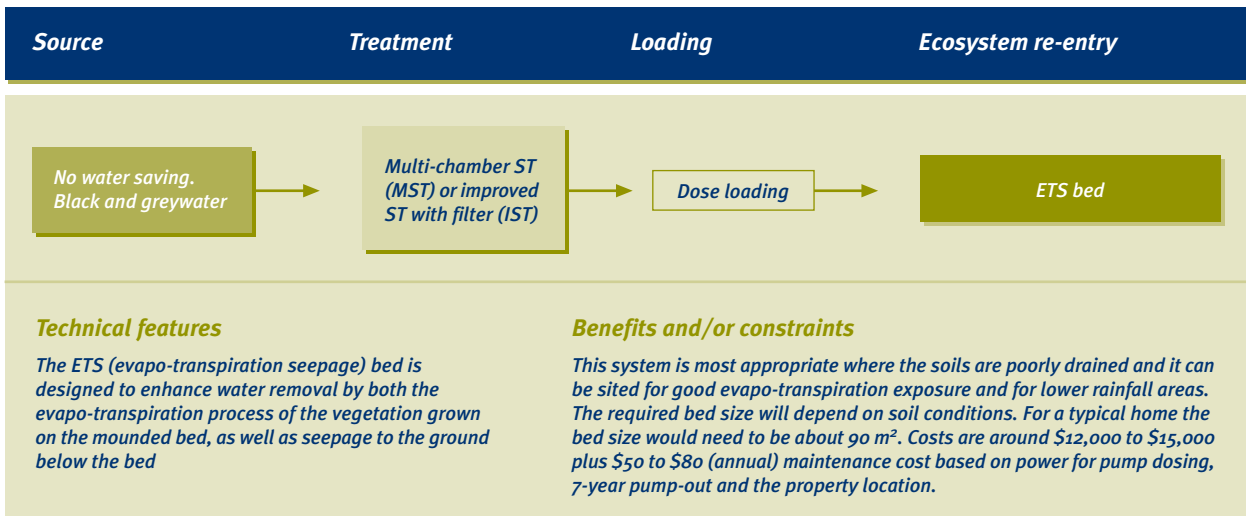 Source
Treatment
Loading
Ecosystem re-entry
No water saving.
Black and greywater
Multi-chamber ST
(MST) or improved
ST with filter (IST)
Dose loading
ETS bed
Technical features
The ETS (evapo-transpiration seepage) bed is
designed to enhance water removal by both the
evapo-transpiration process of the vegetation grown
on the mounded bed, as well as seepage to the ground
below the bed
Benefits and/or constraints
This system is most appropriate where the soils are poorly drained and it can
be sited for good evapo-transpiration exposure and for lower rainfall areas.
The required bed size will depend on soil conditions. For a typical home the
bed size would need to be about 90 m². Costs are around $12,000 to $15,000
plus $50 to $80 (annual) maintenance cost based on power for pump dosing,
7-year pump-out and the property location.